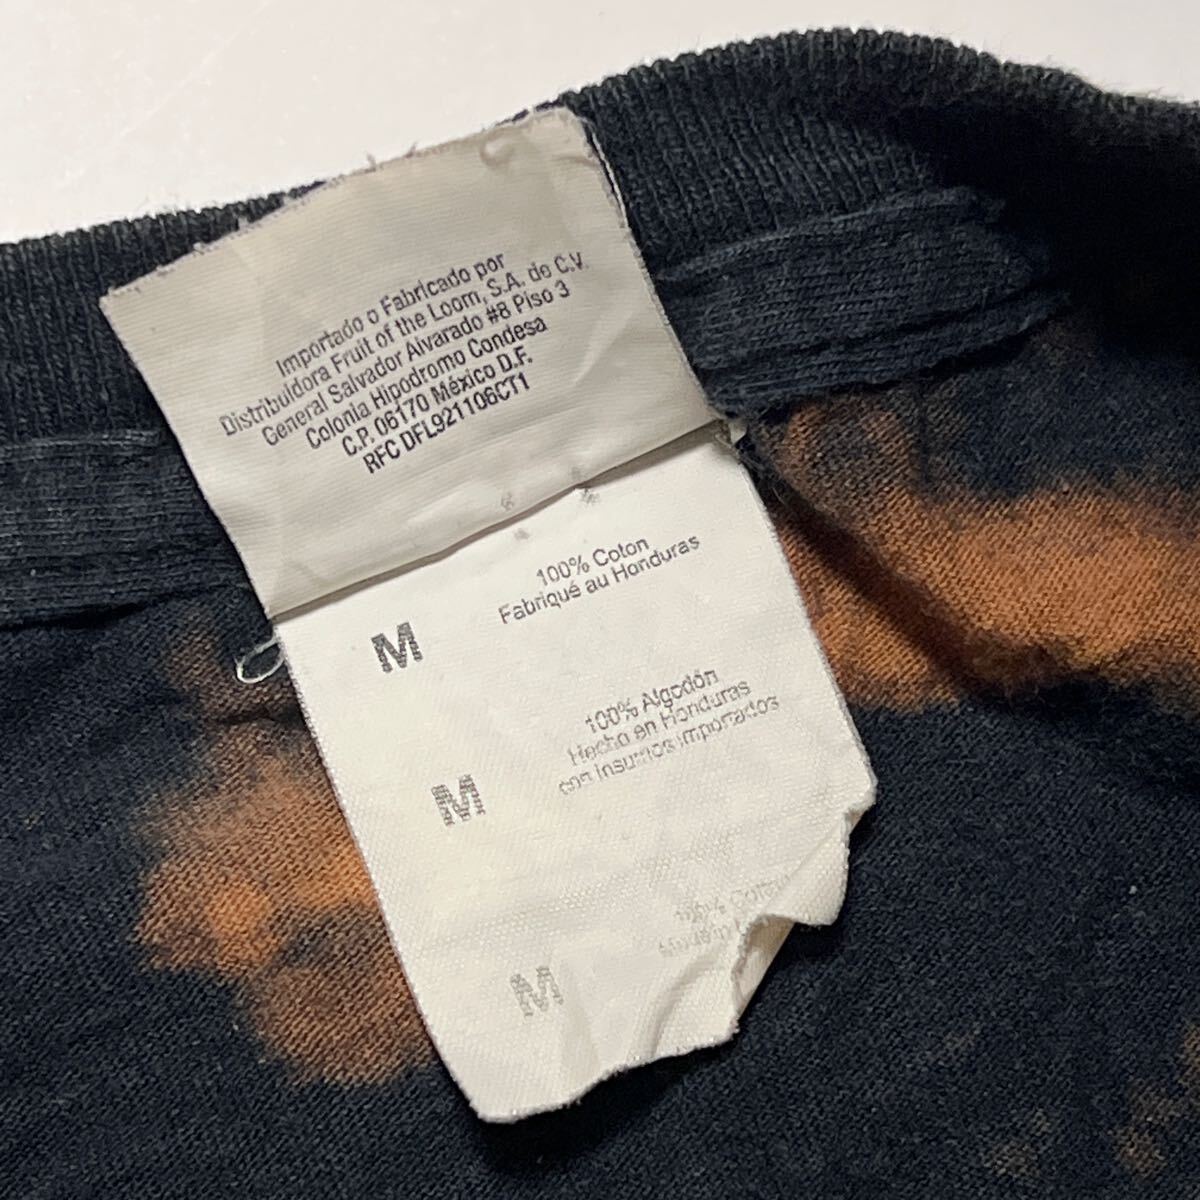 Importado o Fabricado por
Distribuidora Fruit of the Loom, S.A. de C.V.
General Salvador Alvarado #8 Piso 3
Colonia Hipodromo Condesa
C.P. 06170 México D.F.
RFC DFL921106CT1
100% Coton
Fabriqué au Honduras
M
100% Algodón
Hecho en Honduras
con insumos importados
M
M